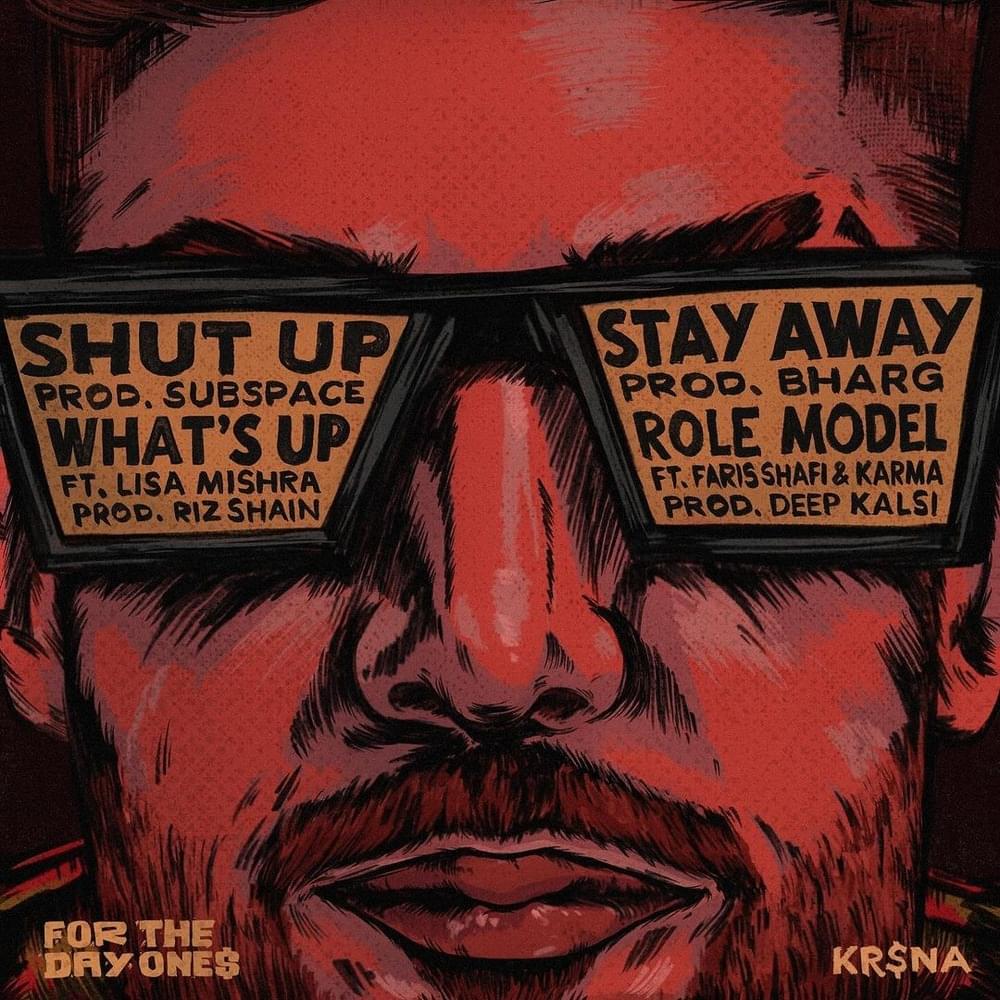 SHUT UP
PROD. SUBSPACE
WHAT'S UP
FT. LISA MISHRA
PROD. RIZ SHAIN
STAY AWAY
PROD. BHARG
ROLE MODEL
FT. FARIS SHAFI & KARMA
PROD. DEEP KALSI
FOR THE
DAY ONE$
KR$NA